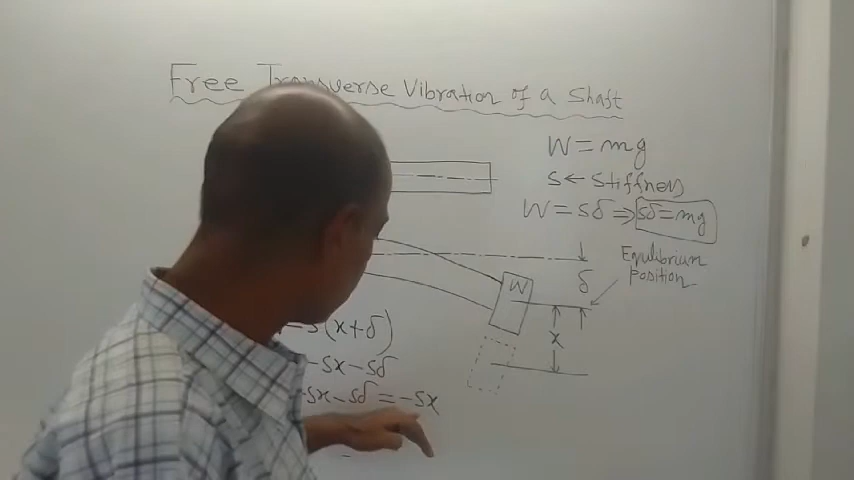 Free Transverse Vibration of a Shaft
W = mg
s ← stiffness
W = sδ ⇒ sδ = mg
Equilibrium
position
δ
W
x
s(x+δ)
- sx - sδ
sx - sδ = - sx